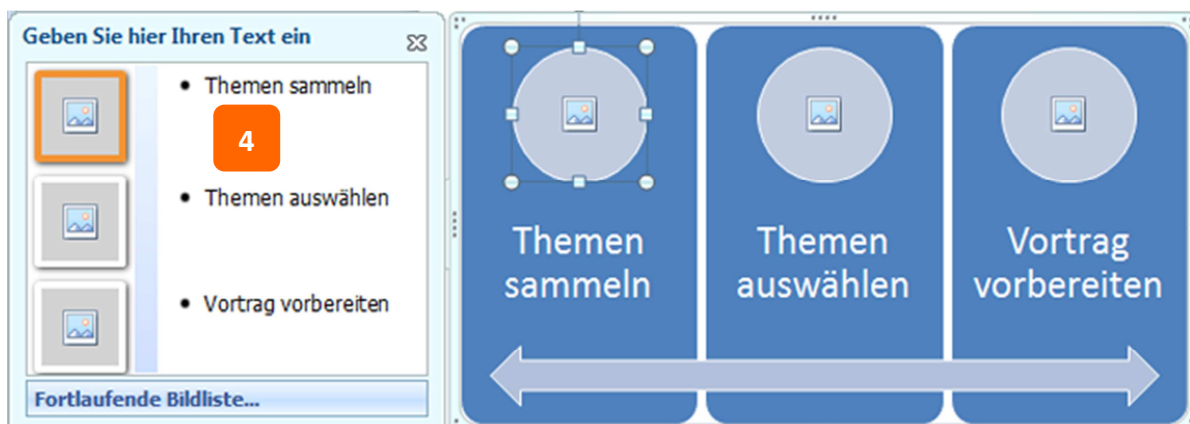 Geben Sie hier Ihren Text ein
• Themen sammeln
4
• Themen auswählen
• Vortrag vorbereiten
Fortlaufende Bildliste...
Themen
sammeln
Themen
auswählen
Vortrag
vorbereiten